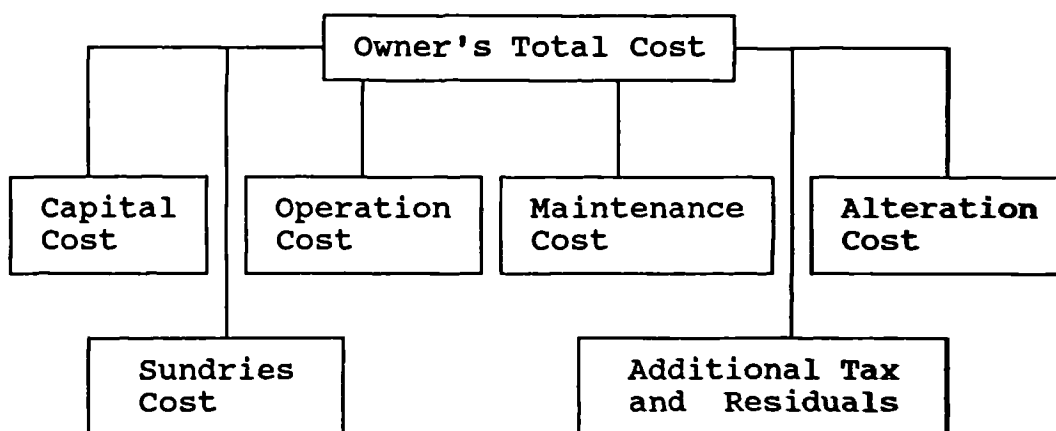 Owner's Total Cost
Capital
Cost
Operation
Cost
Maintenance
Cost
Alteration
Cost
Sundries
Cost
Additional Tax
and Residuals